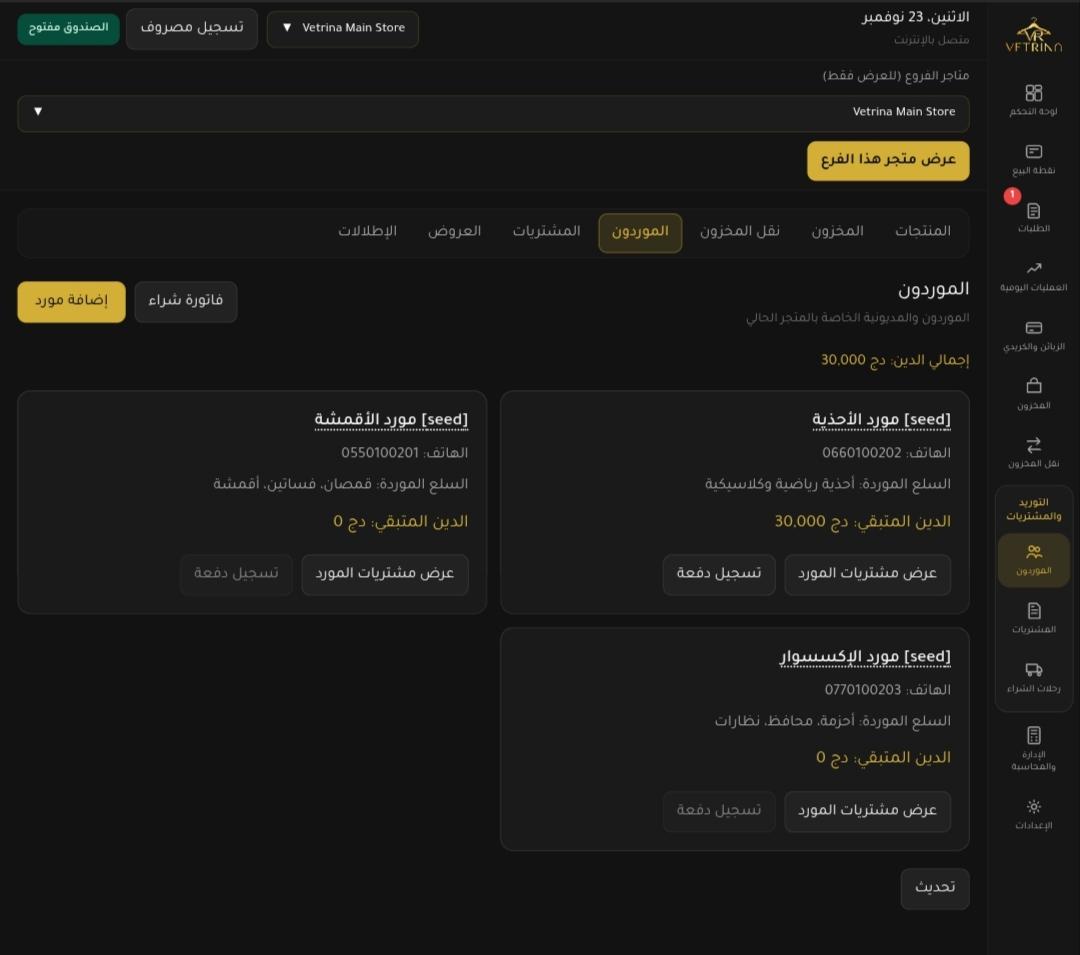 VR
VETRINA
لوحة التحكم
نقطة البيع
1
الطلبات
العمليات اليومية
الزبائن والكريدي
المخزون
نقل المخزون
التوريد
والمشتريات
الموردون
المشتريات
رحلات الشراء
الإدارة
والمحاسبة
الإعدادات
الاثنين، 23 نوفمبر
متصل بالإنترنت
Vetrina Main Store ▼
تسجيل مصروف
الصندوق مفتوح
متاجر الفروع (للعرض فقط)
Vetrina Main Store ▼
عرض متجر هذا الفرع
المنتجات المخزون نقل المخزون الموردون المشتريات العروض الإطلالات
الموردون
الموردون والمديونية الخاصة بالمتجر الحالي
فاتورة شراء إضافة مورد
إجمالي الدين: دج 30,000
[seed] مورد الأحذية
الهاتف: 0660100202
السلع الموردة: أحذية رياضية وكلاسيكية
الدين المتبقي: دج 30,000
عرض مشتريات المورد تسجيل دفعة
[seed] مورد الأقمشة
الهاتف: 0550100201
السلع الموردة: قمصان، فساتين، أقمشة
الدين المتبقي: دج 0
عرض مشتريات المورد تسجيل دفعة
[seed] مورد الإكسسوار
الهاتف: 0770100203
السلع الموردة: أحزمة، محافظ، نظارات
الدين المتبقي: دج 0
عرض مشتريات المورد تسجيل دفعة
تحديث